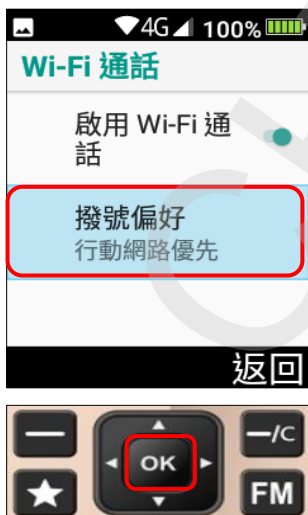 4G 100%
Wi-Fi 通話
啟用 Wi-Fi 通
話
撥號偏好
行動網路優先
返回
OK
/C
FM